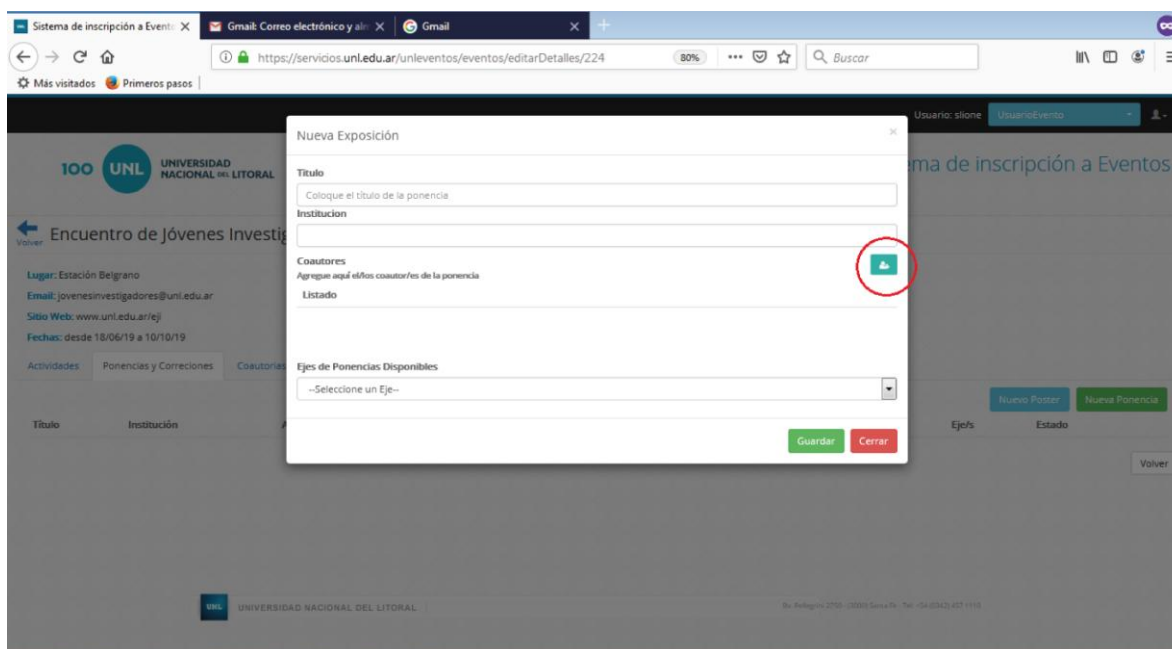 Sistema de inscripción a Evento
Gmail: Correo electrónico y alm
Gmail
https://servicios.unl.edu.ar/unleventos/eventos/editarDetalles/224
80%
Buscar
Más visitados
Primeros pasos
Usuario: slione
UsuarioEvento
Nueva Exposición
100
UNL
UNIVERSIDAD
NACIONAL DEL LITORAL
ema de inscripción a Eventos
Titulo
Coloque el título de la ponencia
Institucion
Volver
Encuentro de Jóvenes Investig
Coautores
Agregue aquí el/los coautor/es de la ponencia
Listado
Lugar: Estación Belgrano
Email: jovenesinvestigadores@unl.edu.ar
Sitio Web: www.unl.edu.ar/eji
Fechas: desde 18/06/19 a 10/10/19
Actividades
Ponencias y Correciones
Coautorias
Ejes de Ponencias Disponibles
--Seleccione un Eje--
Nuevo Poster
Nueva Ponencia
Título
Institución
A
Eje/s
Estado
Guardar
Cerrar
Volver
UNL
UNIVERSIDAD NACIONAL DEL LITORAL